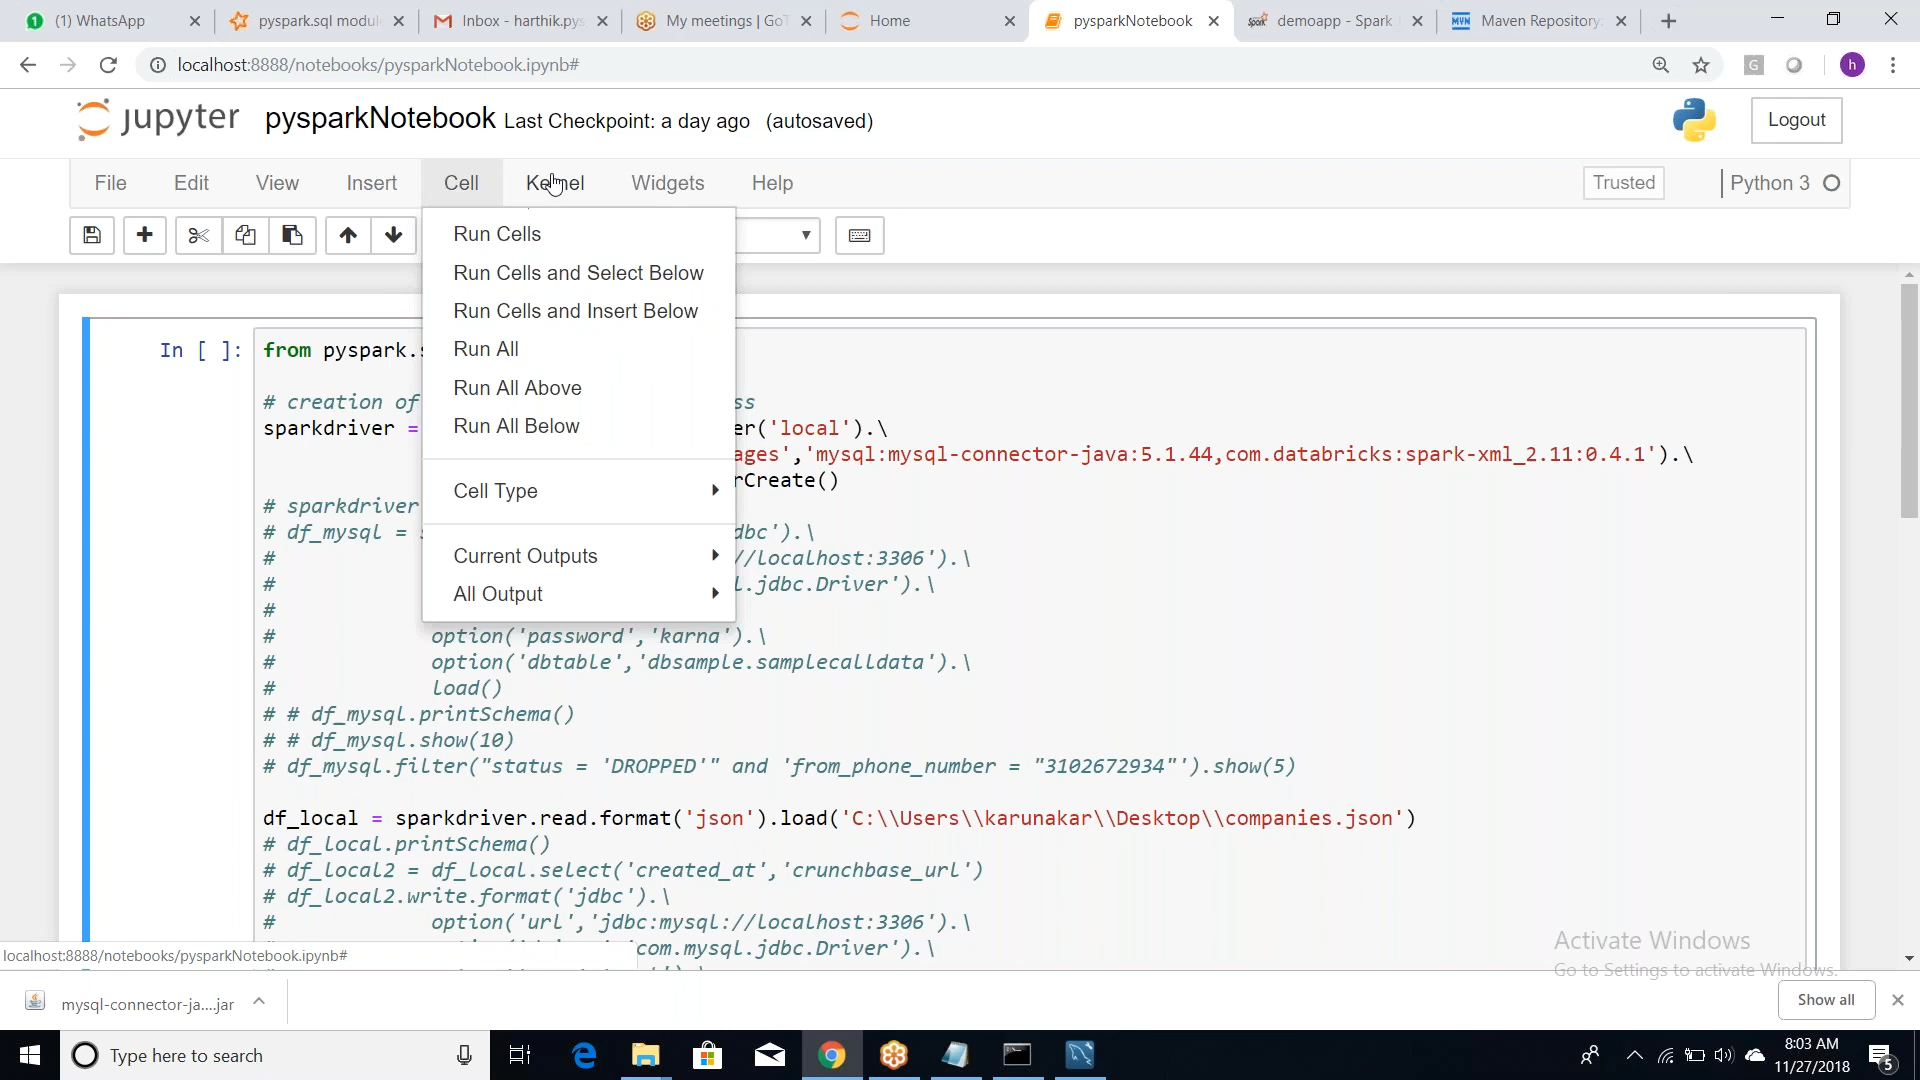 (1) WhatsApp
pyspark.sql modul
Inbox - harthik.pys
My meetings | GoT
Home
pysparkNotebook
demoapp - Spark
Maven Repository:
localhost:8888/notebooks/pysparkNotebook.ipynb#
G
h
jupyter
pysparkNotebook Last Checkpoint: a day ago (autosaved)
Logout
File Edit View Insert Cell Kernel Widgets Help
Trusted
Python 3
Run Cells
Run Cells and Select Below
Run Cells and Insert Below
Run All
Run All Above
Run All Below
Cell Type
Current Outputs
All Output
In [ ]:
from pyspark.s
# creation of ss
sparkdriver = er('local').\
ages','mysql:mysql-connector-java:5.1.44,com.databricks:spark-xml_2.11:0.4.1').\
rCreate()
# sparkdriver
# df_mysql = s dbc').\
# //localhost:3306').\
# l.jdbc.Driver').\
#
# option('password','karna').\
# option('dbtable','dbsample.samplecalldata').\
# load()
# # df_mysql.printSchema()
# # df_mysql.show(10)
# df_mysql.filter("status = 'DROPPED'" and 'from_phone_number = "3102672934"').show(5)
df_local = sparkdriver.read.format('json').load('C:\\Users\\karunakar\\Desktop\\companies.json')
# df_local.printSchema()
# df_local2 = df_local.select('created_at','crunchbase_url')
# df_local2.write.format('jdbc').\
# option('url','jdbc:mysql://localhost:3306').\
'com.mysql.jdbc.Driver').\
Activate Windows
Go to Settings to activate Windows.
localhost:8888/notebooks/pysparkNotebook.ipynb#
mysql-connector-ja....jar
Show all
Type here to search
8:03 AM
11/27/2018
5